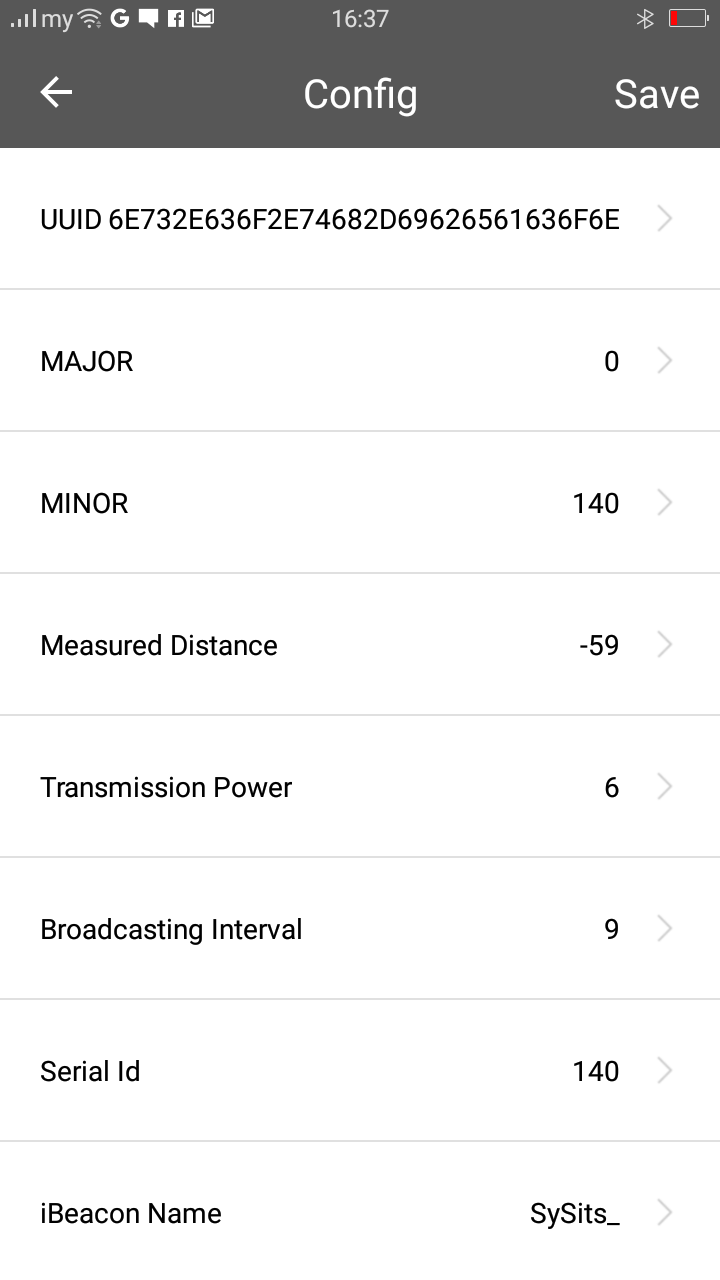 my 16:37
Config Save
UUID 6E732E636F2E74682D69626561636F6E
MAJOR 0
MINOR 140
Measured Distance -59
Transmission Power 6
Broadcasting Interval 9
Serial Id 140
iBeacon Name SySits_